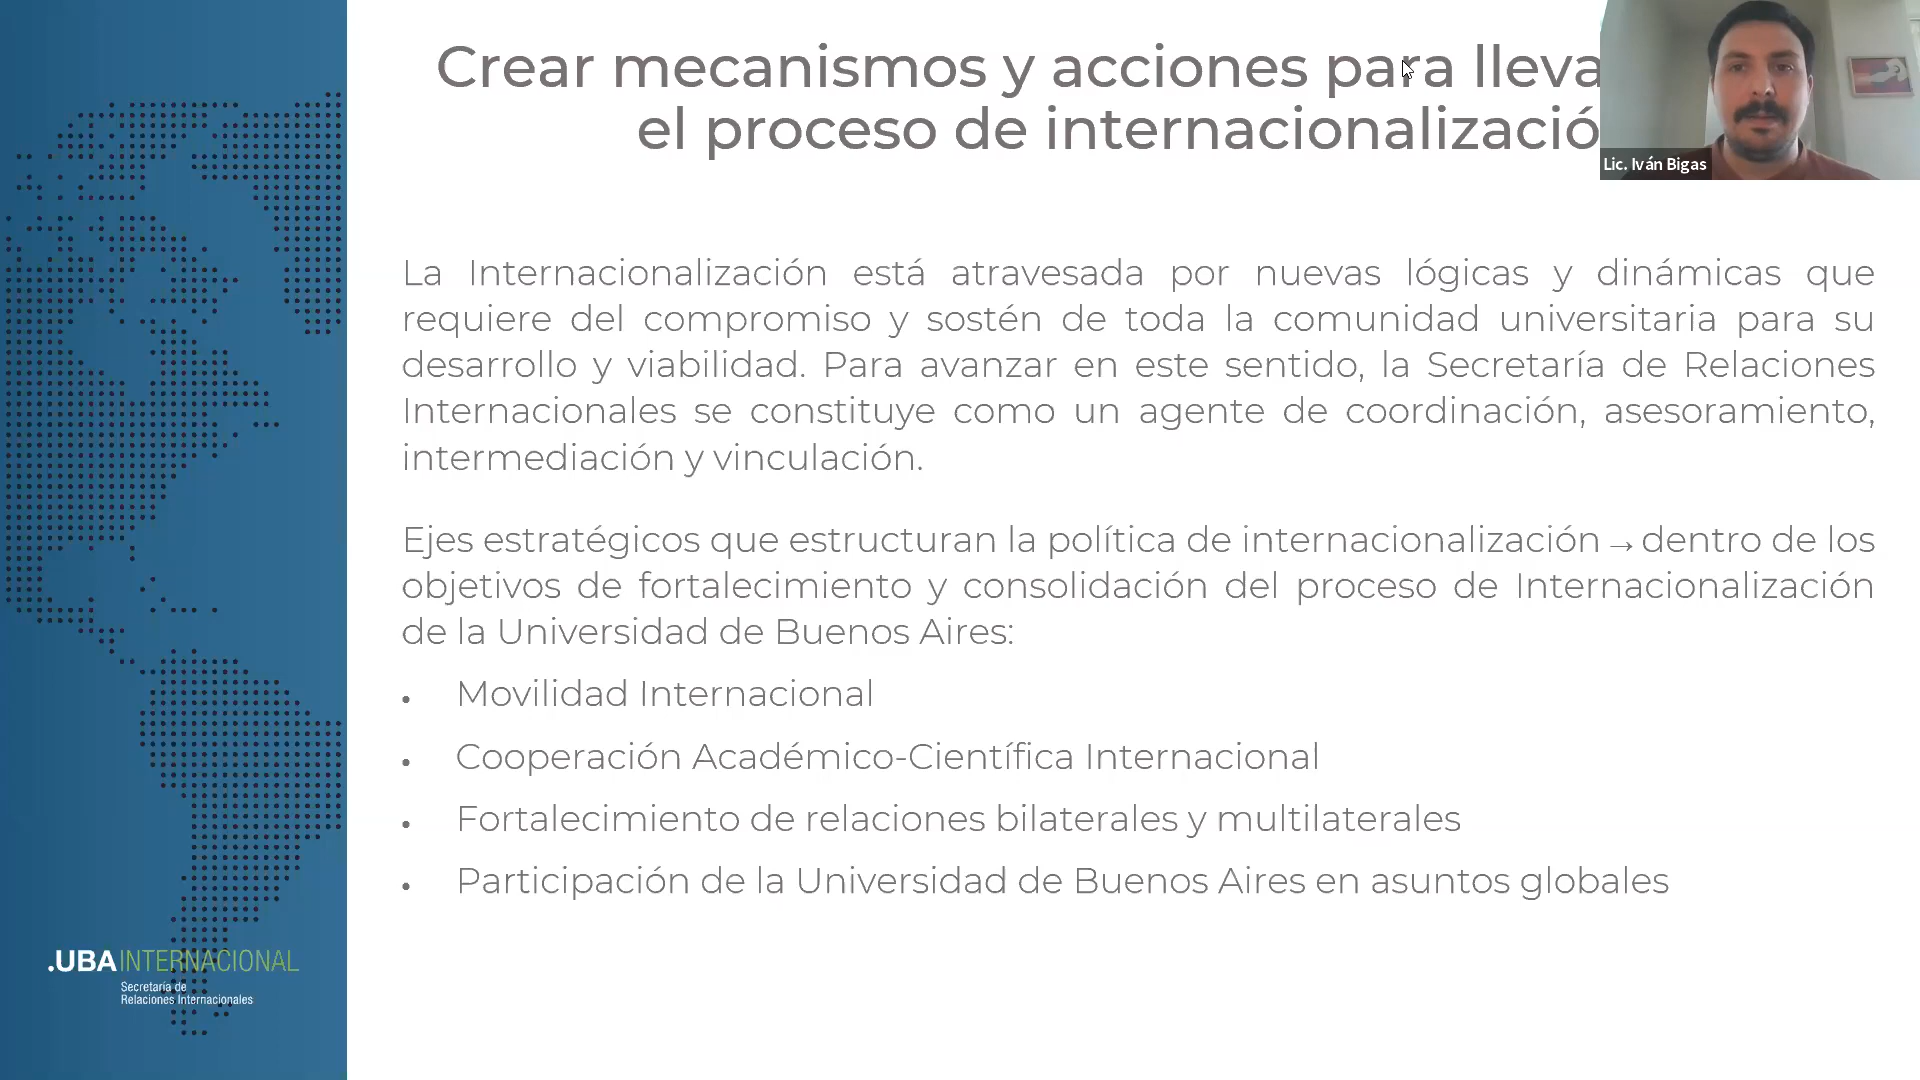 Crear mecanismos y acciones para lleva
el proceso de internacionalizació
Lic. Iván Bigas
La Internacionalización está atravesada por nuevas lógicas y dinámicas que
requiere del compromiso y sostén de toda la comunidad universitaria para su
desarrollo y viabilidad. Para avanzar en este sentido, la Secretaría de Relaciones
Internacionales se constituye como un agente de coordinación, asesoramiento,
intermediación y vinculación.
Ejes estratégicos que estructuran la política de internacionalización → dentro de los
objetivos de fortalecimiento y consolidación del proceso de Internacionalización
de la Universidad de Buenos Aires:
• Movilidad Internacional
• Cooperación Académico-Científica Internacional
• Fortalecimiento de relaciones bilaterales y multilaterales
• Participación de la Universidad de Buenos Aires en asuntos globales
.UBAINTERNACIONAL
Secretaría de
Relaciones Internacionales